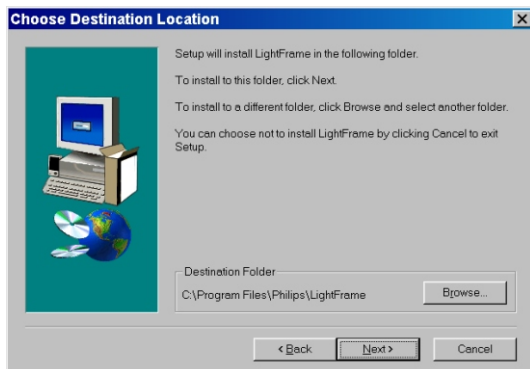 Choose Destination Location
Setup will install LightFrame in the following folder.
To install to this folder, click Next.
To install to a different folder, click Browse and select another folder.
You can choose not to install LightFrame by clicking Cancel to exit
Setup.
Destination Folder
C:\Program Files\Philips\LightFrame
Browse...
< Back
Next >
Cancel